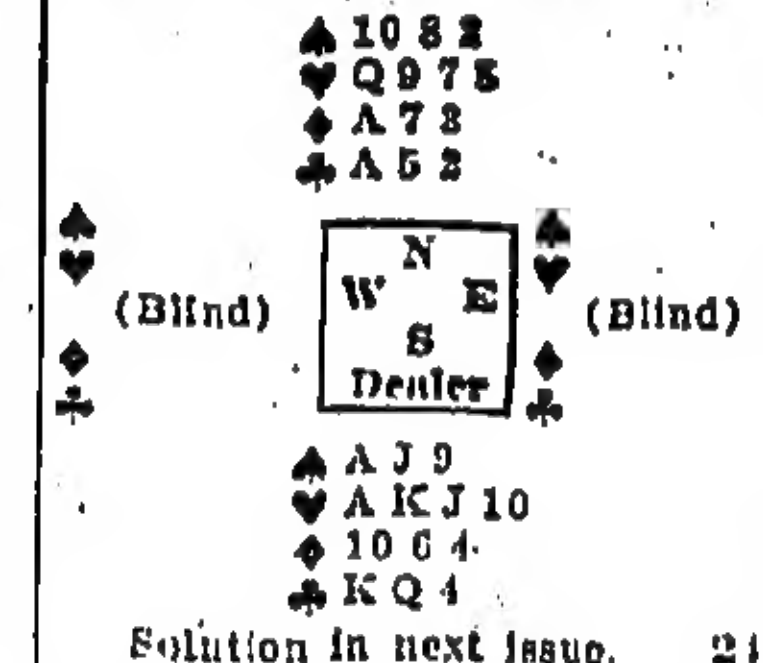 ♠ 10 8 2
♥ Q 9 7 5
♦ A 7 3
♣ A 5 2
♠ ♠
♥ N ♥
(Blind) W E (Blind)
♦ S ♦
♣ Dealer ♣
♠ A J 9
♥ A K J 10
♦ 10 6 4
♣ K Q 4
Solution in next issue. 21